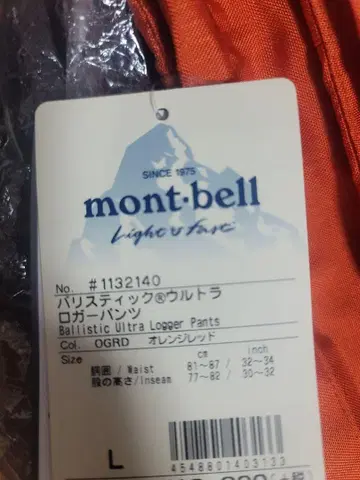 SINCE 1975
mont-bell
Light & Fast
No. #1132140
バリスティック®ウルトラ
ロガーパンツ
Ballistic Ultra Logger Pants
Col. OGRD オレンジレッド
Size cm inch
胴囲 / Waist 81~87 / 32~34
股の高さ/Inseam 77~82 / 30~32
L
4548801403133